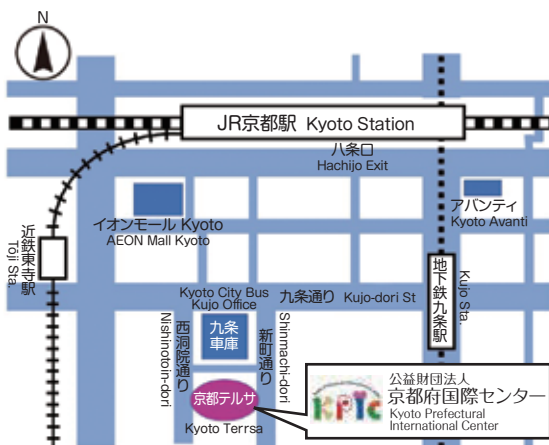 N
JR京都駅 Kyoto Station
八条口
Hachijo Exit
イオンモール Kyoto
AEON Mall Kyoto
アバンティ
Kyoto Avanti
近鉄東寺駅
Tōji Sta.
地下鉄九条駅
Kujo Sta.
Kyoto City Bus
Kujo Office
九条通り Kujo-dori St
西洞院通り
Nishinotoin-dori
九条
車庫
新町通り
Shinmachi-dori
京都テルサ
Kyoto Terrsa
KPIC
公益財団法人
京都府国際センター
Kyoto Prefectural
International Center